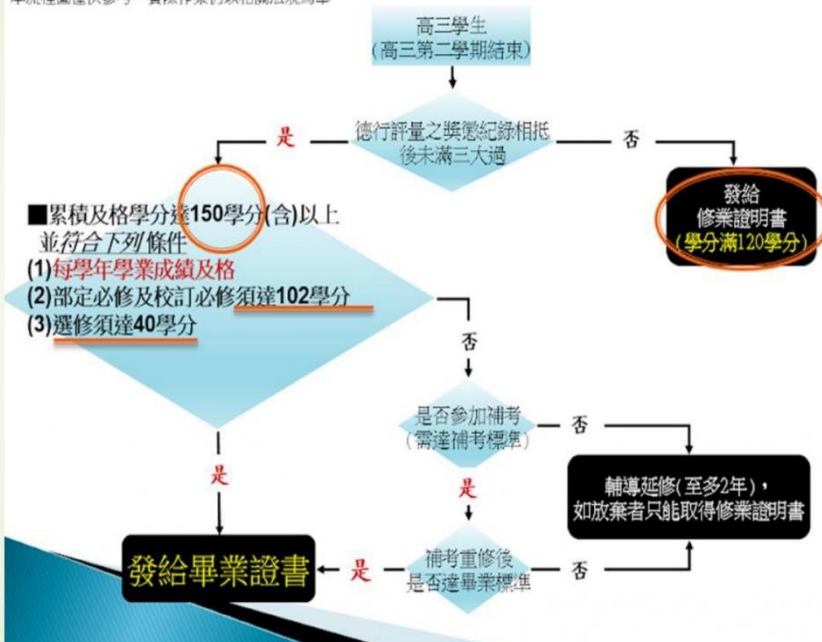 高三學生
(高三第二學期結束)
德行評量之獎懲紀錄相抵
後未滿三大過
是
否
發給
修業證明書
(學分滿120學分)
■累積及格學分達150學分(含)以上
並符合下列條件
(1)每學年學業成績及格
(2)部定必修及校訂必修須達102學分
(3)選修須達40學分
否
是否參加補考
(需達補考標準)
否
是
是
輔導延修(至多2年)，
如放棄者只能取得修業證明書
發給畢業證書
是
補考重修後
是否達畢業標準
否